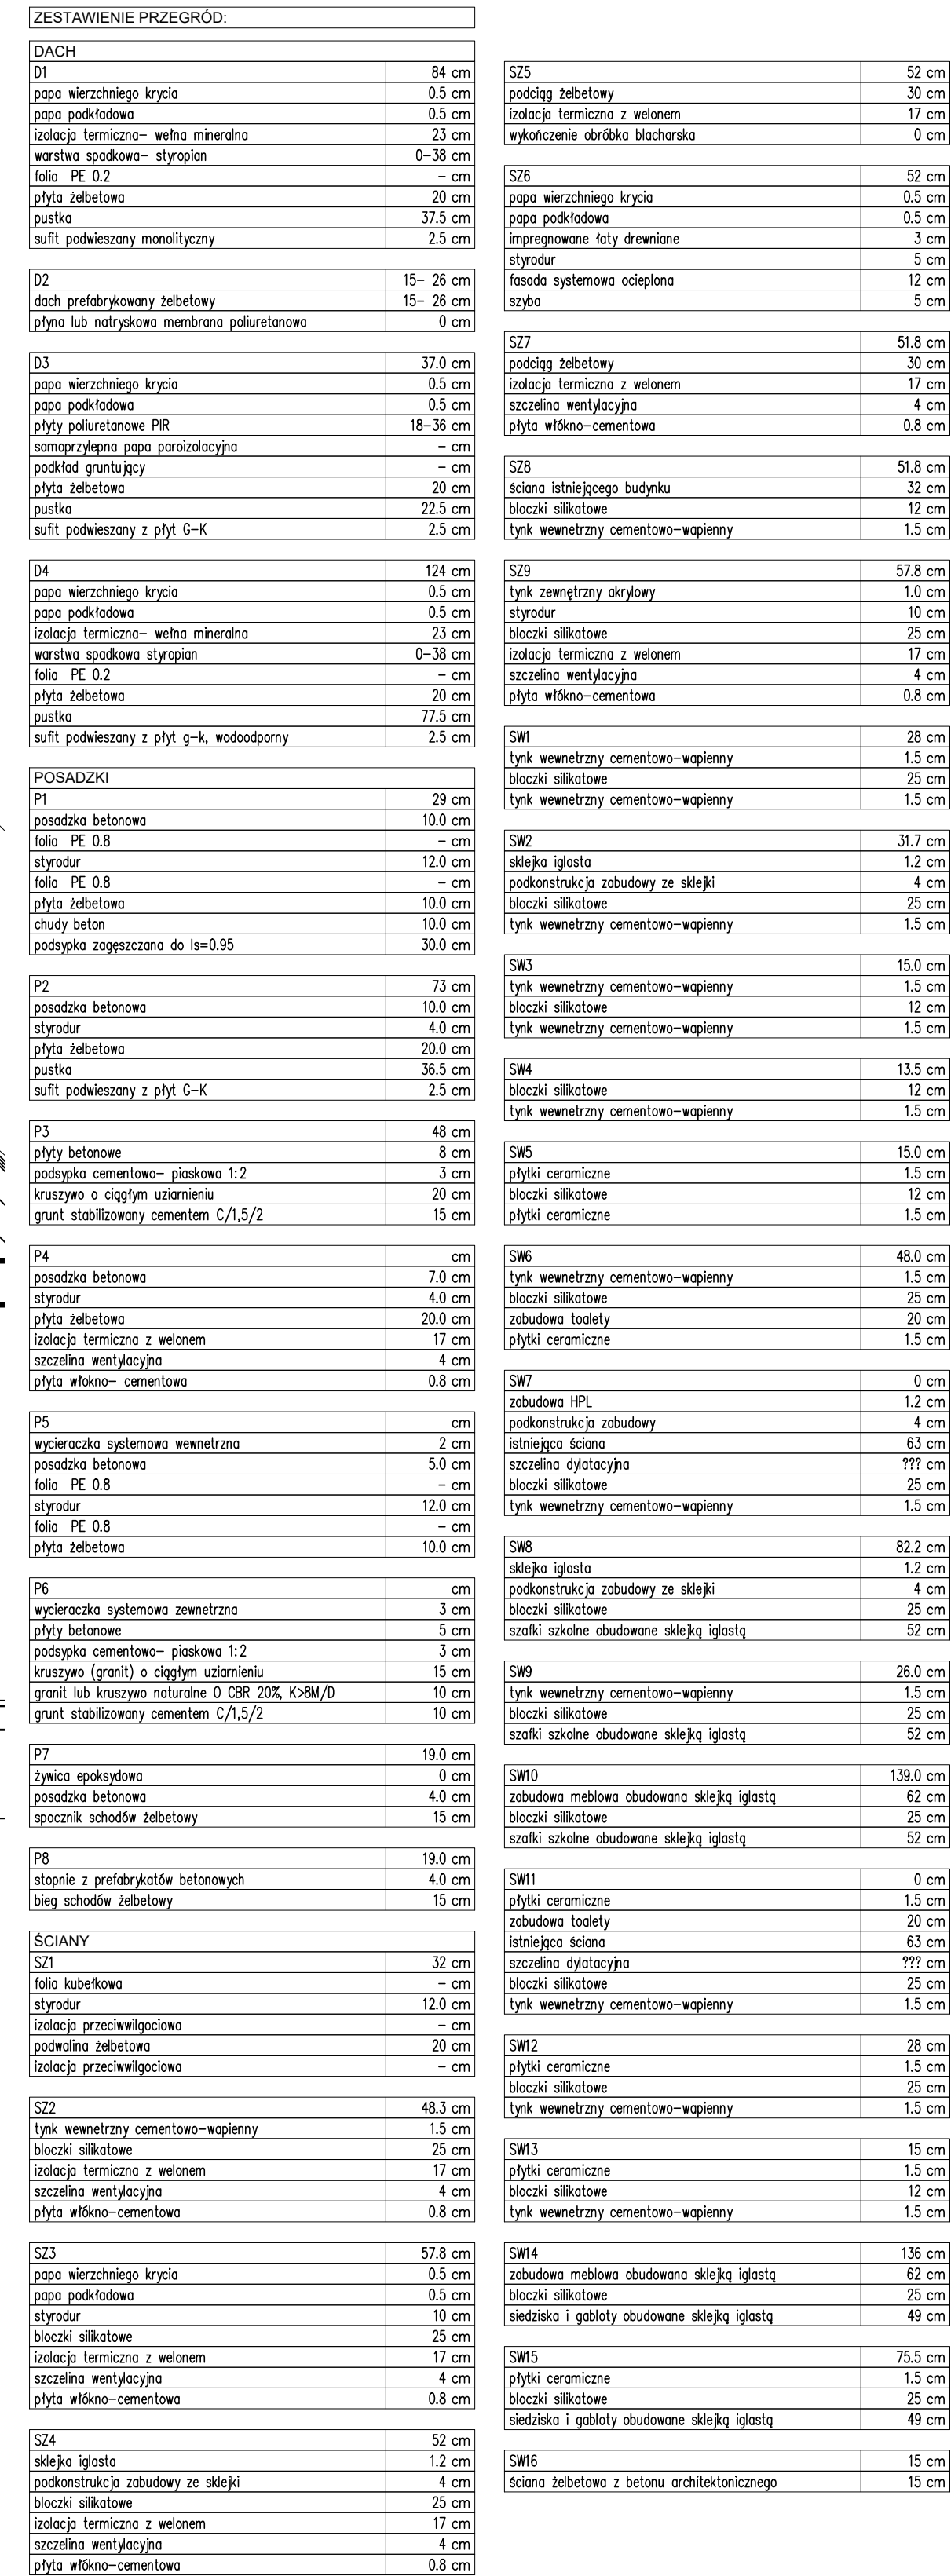 ZESTAWIENIE PRZEGRÓD:
DACH
D1 84 cm
papa wierzchniego krycia 0.5 cm
papa podkładowa 0.5 cm
izolacja termiczna– wełna mineralna 23 cm
warstwa spadkowa– styropian 0–38 cm
folia PE 0.2 – cm
płyta żelbetowa 20 cm
pustka 37.5 cm
sufit podwieszany monolityczny 2.5 cm
D2 15– 26 cm
dach prefabrykowany żelbetowy 15– 26 cm
płyna lub natryskowa membrana poliuretanowa 0 cm
D3 37.0 cm
papa wierzchniego krycia 0.5 cm
papa podkładowa 0.5 cm
płyty poliuretanowe PIR 18–36 cm
samoprzylepna papa paroizolacyjna – cm
podkład gruntujący – cm
płyta żelbetowa 20 cm
pustka 22.5 cm
sufit podwieszany z płyt G–K 2.5 cm
D4 124 cm
papa wierzchniego krycia 0.5 cm
papa podkładowa 0.5 cm
izolacja termiczna– wełna mineralna 23 cm
warstwa spadkowa styropian 0–38 cm
folia PE 0.2 – cm
płyta żelbetowa 20 cm
pustka 77.5 cm
sufit podwieszany z płyt g–k, wodoodporny 2.5 cm
POSADZKI
P1 29 cm
posadzka betonowa 10.0 cm
folia PE 0.8 – cm
styrodur 12.0 cm
folia PE 0.8 – cm
płyta żelbetowa 10.0 cm
chudy beton 10.0 cm
podsypka zagęszczana do Is=0.95 30.0 cm
P2 73 cm
posadzka betonowa 10.0 cm
styrodur 4.0 cm
płyta żelbetowa 20.0 cm
pustka 36.5 cm
sufit podwieszany z płyt G–K 2.5 cm
P3 48 cm
płyty betonowe 8 cm
podsypka cementowo– piaskowa 1:2 3 cm
kruszywo o ciągłym uziarnieniu 20 cm
grunt stabilizowany cementem C/1,5/2 15 cm
P4 cm
posadzka betonowa 7.0 cm
styrodur 4.0 cm
płyta żelbetowa 20.0 cm
izolacja termiczna z welonem 17 cm
szczelina wentylacyjna 4 cm
płyta włokno– cementowa 0.8 cm
P5 cm
wycieraczka systemowa wewnetrzna 2 cm
posadzka betonowa 5.0 cm
folia PE 0.8 – cm
styrodur 12.0 cm
folia PE 0.8 – cm
płyta żelbetowa 10.0 cm
P6 cm
wycieraczka systemowa zewnetrzna 3 cm
płyty betonowe 5 cm
podsypka cementowo– piaskowa 1:2 3 cm
kruszywo (granit) o ciągłym uziarnieniu 15 cm
granit lub kruszywo naturalne O CBR 20%, K>8M/D 10 cm
grunt stabilizowany cementem C/1,5/2 10 cm
P7 19.0 cm
żywica epoksydowa 0 cm
posadzka betonowa 4.0 cm
spocznik schodów żelbetowy 15 cm
P8 19.0 cm
stopnie z prefabrykatów betonowych 4.0 cm
bieg schodów żelbetowy 15 cm
ŚCIANY
SZ1 32 cm
folia kubełkowa – cm
styrodur 12.0 cm
izolacja przeciwwilgociowa – cm
podwalina żelbetowa 20 cm
izolacja przeciwwilgociowa – cm
SZ2 48.3 cm
tynk wewnetrzny cementowo–wapienny 1.5 cm
bloczki silikatowe 25 cm
izolacja termiczna z welonem 17 cm
szczelina wentylacyjna 4 cm
płyta włókno–cementowa 0.8 cm
SZ3 57.8 cm
papa wierzchniego krycia 0.5 cm
papa podkładowa 0.5 cm
styrodur 10 cm
bloczki silikatowe 25 cm
izolacja termiczna z welonem 17 cm
szczelina wentylacyjna 4 cm
płyta włókno–cementowa 0.8 cm
SZ4 52 cm
sklejka iglasta 1.2 cm
podkonstrukcja zabudowy ze sklejki 4 cm
bloczki silikatowe 25 cm
izolacja termiczna z welonem 17 cm
szczelina wentylacyjna 4 cm
płyta włókno–cementowa 0.8 cm
SZ5 52 cm
podciąg żelbetowy 30 cm
izolacja termiczna z welonem 17 cm
wykończenie obróbka blacharska 0 cm
SZ6 52 cm
papa wierzchniego krycia 0.5 cm
papa podkładowa 0.5 cm
impregnowane łaty drewniane 3 cm
styrodur 5 cm
fasada systemowa ocieplona 12 cm
szyba 5 cm
SZ7 51.8 cm
podciąg żelbetowy 30 cm
izolacja termiczna z welonem 17 cm
szczelina wentylacyjna 4 cm
płyta włókno–cementowa 0.8 cm
SZ8 51.8 cm
ściana istniejącego budynku 32 cm
bloczki silikatowe 12 cm
tynk wewnetrzny cementowo–wapienny 1.5 cm
SZ9 57.8 cm
tynk zewnętrzny akrylowy 1.0 cm
styrodur 10 cm
bloczki silikatowe 25 cm
izolacja termiczna z welonem 17 cm
szczelina wentylacyjna 4 cm
płyta włókno–cementowa 0.8 cm
SW1 28 cm
tynk wewnetrzny cementowo–wapienny 1.5 cm
bloczki silikatowe 25 cm
tynk wewnetrzny cementowo–wapienny 1.5 cm
SW2 31.7 cm
sklejka iglasta 1.2 cm
podkonstrukcja zabudowy ze sklejki 4 cm
bloczki silikatowe 25 cm
tynk wewnetrzny cementowo–wapienny 1.5 cm
SW3 15.0 cm
tynk wewnetrzny cementowo–wapienny 1.5 cm
bloczki silikatowe 12 cm
tynk wewnetrzny cementowo–wapienny 1.5 cm
SW4 13.5 cm
bloczki silikatowe 12 cm
tynk wewnetrzny cementowo–wapienny 1.5 cm
SW5 15.0 cm
płytki ceramiczne 1.5 cm
bloczki silikatowe 12 cm
płytki ceramiczne 1.5 cm
SW6 48.0 cm
tynk wewnetrzny cementowo–wapienny 1.5 cm
bloczki silikatowe 25 cm
zabudowa toalety 20 cm
płytki ceramiczne 1.5 cm
SW7 0 cm
zabudowa HPL 1.2 cm
podkonstrukcja zabudowy 4 cm
istniejąca ściana 63 cm
szczelina dylatacyjna ??? cm
bloczki silikatowe 25 cm
tynk wewnetrzny cementowo–wapienny 1.5 cm
SW8 82.2 cm
sklejka iglasta 1.2 cm
podkonstrukcja zabudowy ze sklejki 4 cm
bloczki silikatowe 25 cm
szafki szkolne obudowane sklejką iglastą 52 cm
SW9 26.0 cm
tynk wewnetrzny cementowo–wapienny 1.5 cm
bloczki silikatowe 25 cm
szafki szkolne obudowane sklejką iglastą 52 cm
SW10 139.0 cm
zabudowa meblowa obudowana sklejką iglastą 62 cm
bloczki silikatowe 25 cm
szafki szkolne obudowane sklejką iglastą 52 cm
SW11 0 cm
płytki ceramiczne 1.5 cm
zabudowa toalety 20 cm
istniejąca ściana 63 cm
szczelina dylatacyjna ??? cm
bloczki silikatowe 25 cm
tynk wewnetrzny cementowo–wapienny 1.5 cm
SW12 28 cm
płytki ceramiczne 1.5 cm
bloczki silikatowe 25 cm
tynk wewnetrzny cementowo–wapienny 1.5 cm
SW13 15 cm
płytki ceramiczne 1.5 cm
bloczki silikatowe 12 cm
tynk wewnetrzny cementowo–wapienny 1.5 cm
SW14 136 cm
zabudowa meblowa obudowana sklejką iglastą 62 cm
bloczki silikatowe 25 cm
siedziska i gabloty obudowane sklejką iglastą 49 cm
SW15 75.5 cm
płytki ceramiczne 1.5 cm
bloczki silikatowe 25 cm
siedziska i gabloty obudowane sklejką iglastą 49 cm
SW16 15 cm
ściana żelbetowa z betonu architektonicznego 15 cm